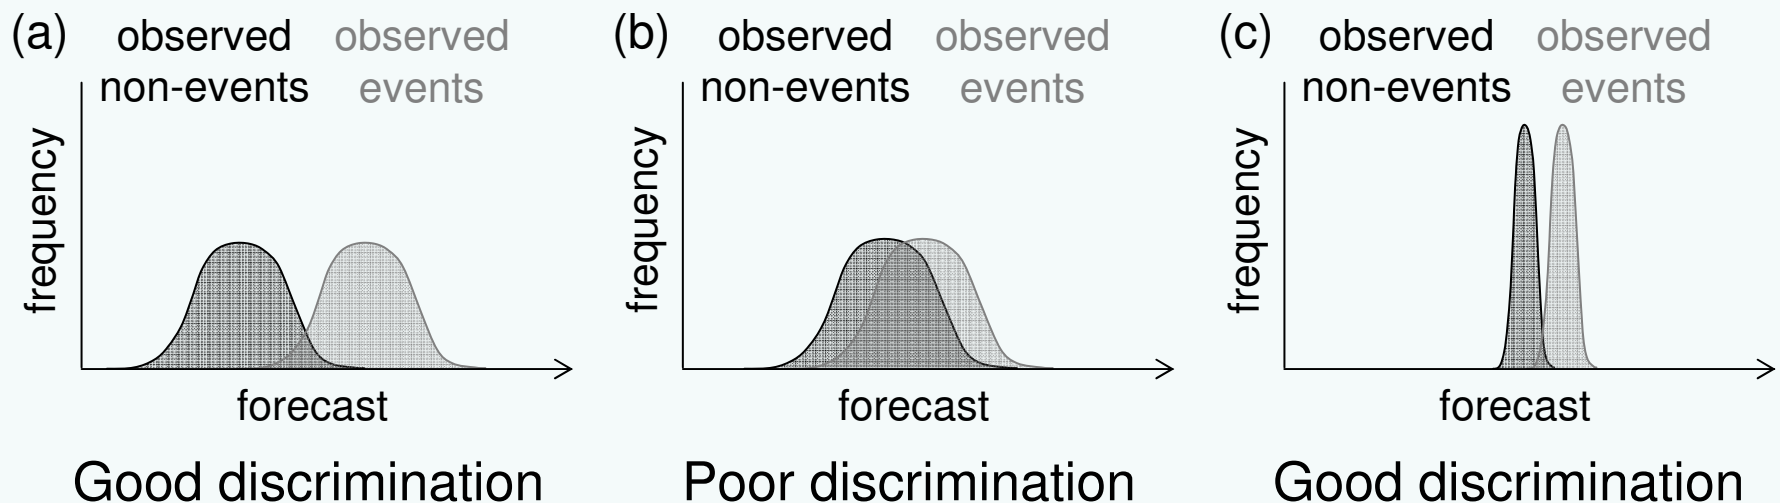 (a)
observed observed
non-events events
frequency
forecast
Good discrimination
(b)
observed observed
non-events events
frequency
forecast
Poor discrimination
(c)
observed observed
non-events events
frequency
forecast
Good discrimination